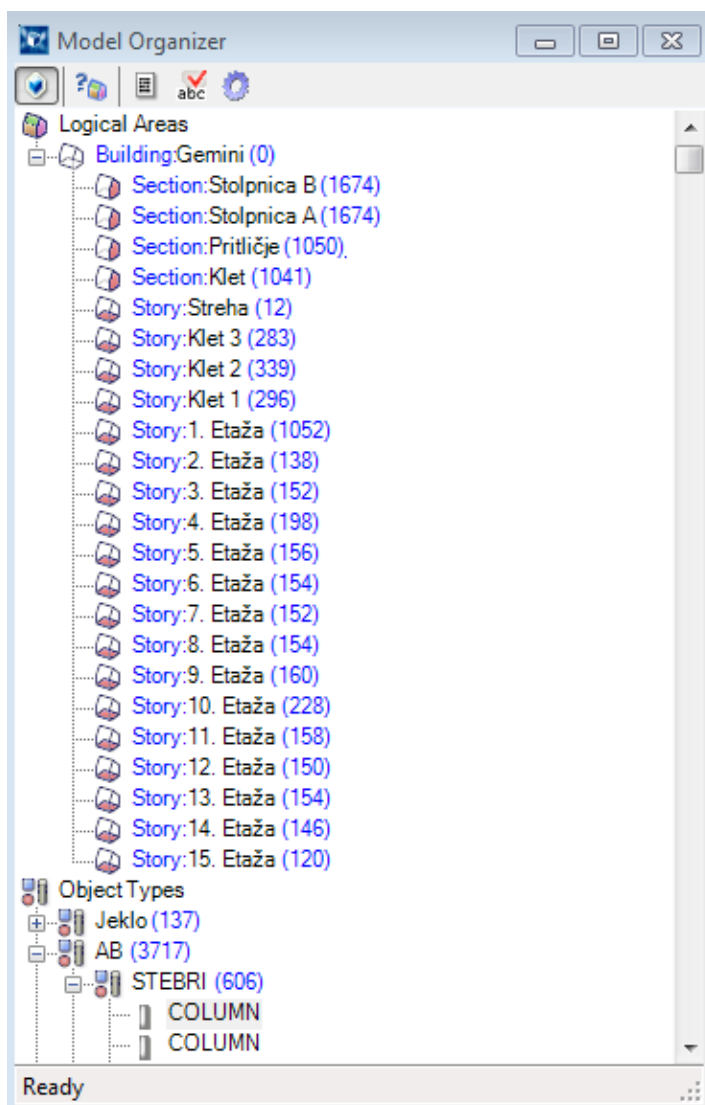 Model Organizer
abc
Logical Areas
Building:Gemini (0)
Section:Stolpnica B (1674)
Section:Stolpnica A (1674)
Section:Pritličje (1050)
Section:Klet (1041)
Story:Streha (12)
Story:Klet 3 (283)
Story:Klet 2 (339)
Story:Klet 1 (296)
Story:1. Etaža (1052)
Story:2. Etaža (138)
Story:3. Etaža (152)
Story:4. Etaža (198)
Story:5. Etaža (156)
Story:6. Etaža (154)
Story:7. Etaža (152)
Story:8. Etaža (154)
Story:9. Etaža (160)
Story:10. Etaža (228)
Story:11. Etaža (158)
Story:12. Etaža (150)
Story:13. Etaža (154)
Story:14. Etaža (146)
Story:15. Etaža (120)
Object Types
Jeklo (137)
AB (3717)
STEBRI (606)
COLUMN
COLUMN
Ready